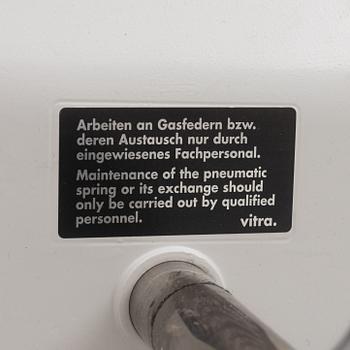 Arbeiten an Gasfedern bzw.
deren Austausch nur durch
eingewiesenes Fachpersonal.
Maintenance of the pneumatic
spring or its exchange should
only be carried out by qualified
personnel. vitra.